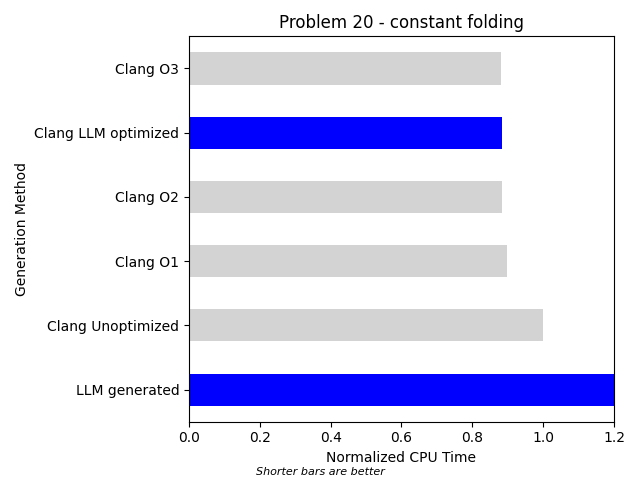 Problem 20 - constant folding
Generation Method
Clang O3
Clang LLM optimized
Clang O2
Clang O1
Clang Unoptimized
LLM generated
0.0 0.2 0.4 0.6 0.8 1.0 1.2
Normalized CPU Time
Shorter bars are better